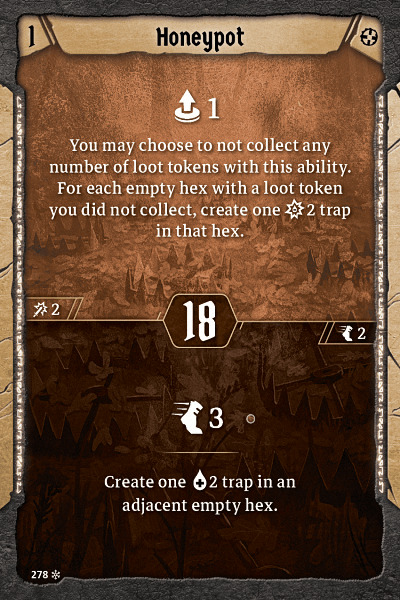 1 Honeypot
1
You may choose to not collect any
number of loot tokens with this ability.
For each empty hex with a loot token
you did not collect, create one 2 trap
in that hex.
2
18
2
3
Create one 2 trap in an
adjacent empty hex.
278